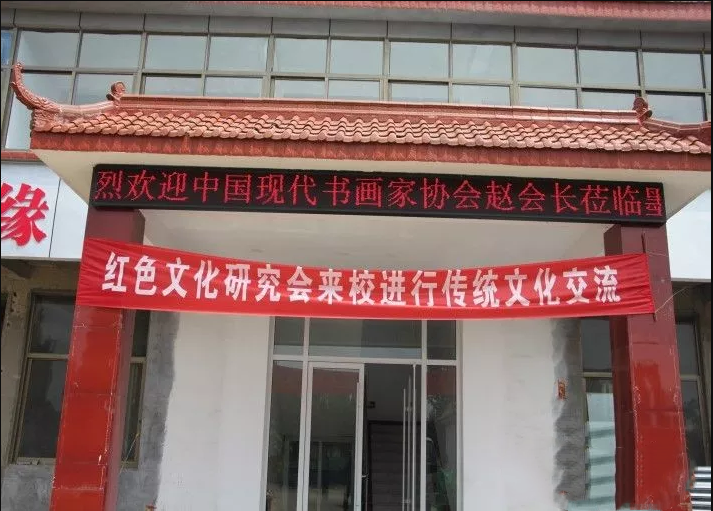 烈欢迎中国现代书画家协会赵会长莅临
红色文化研究会来校进行传统文化交流
缘